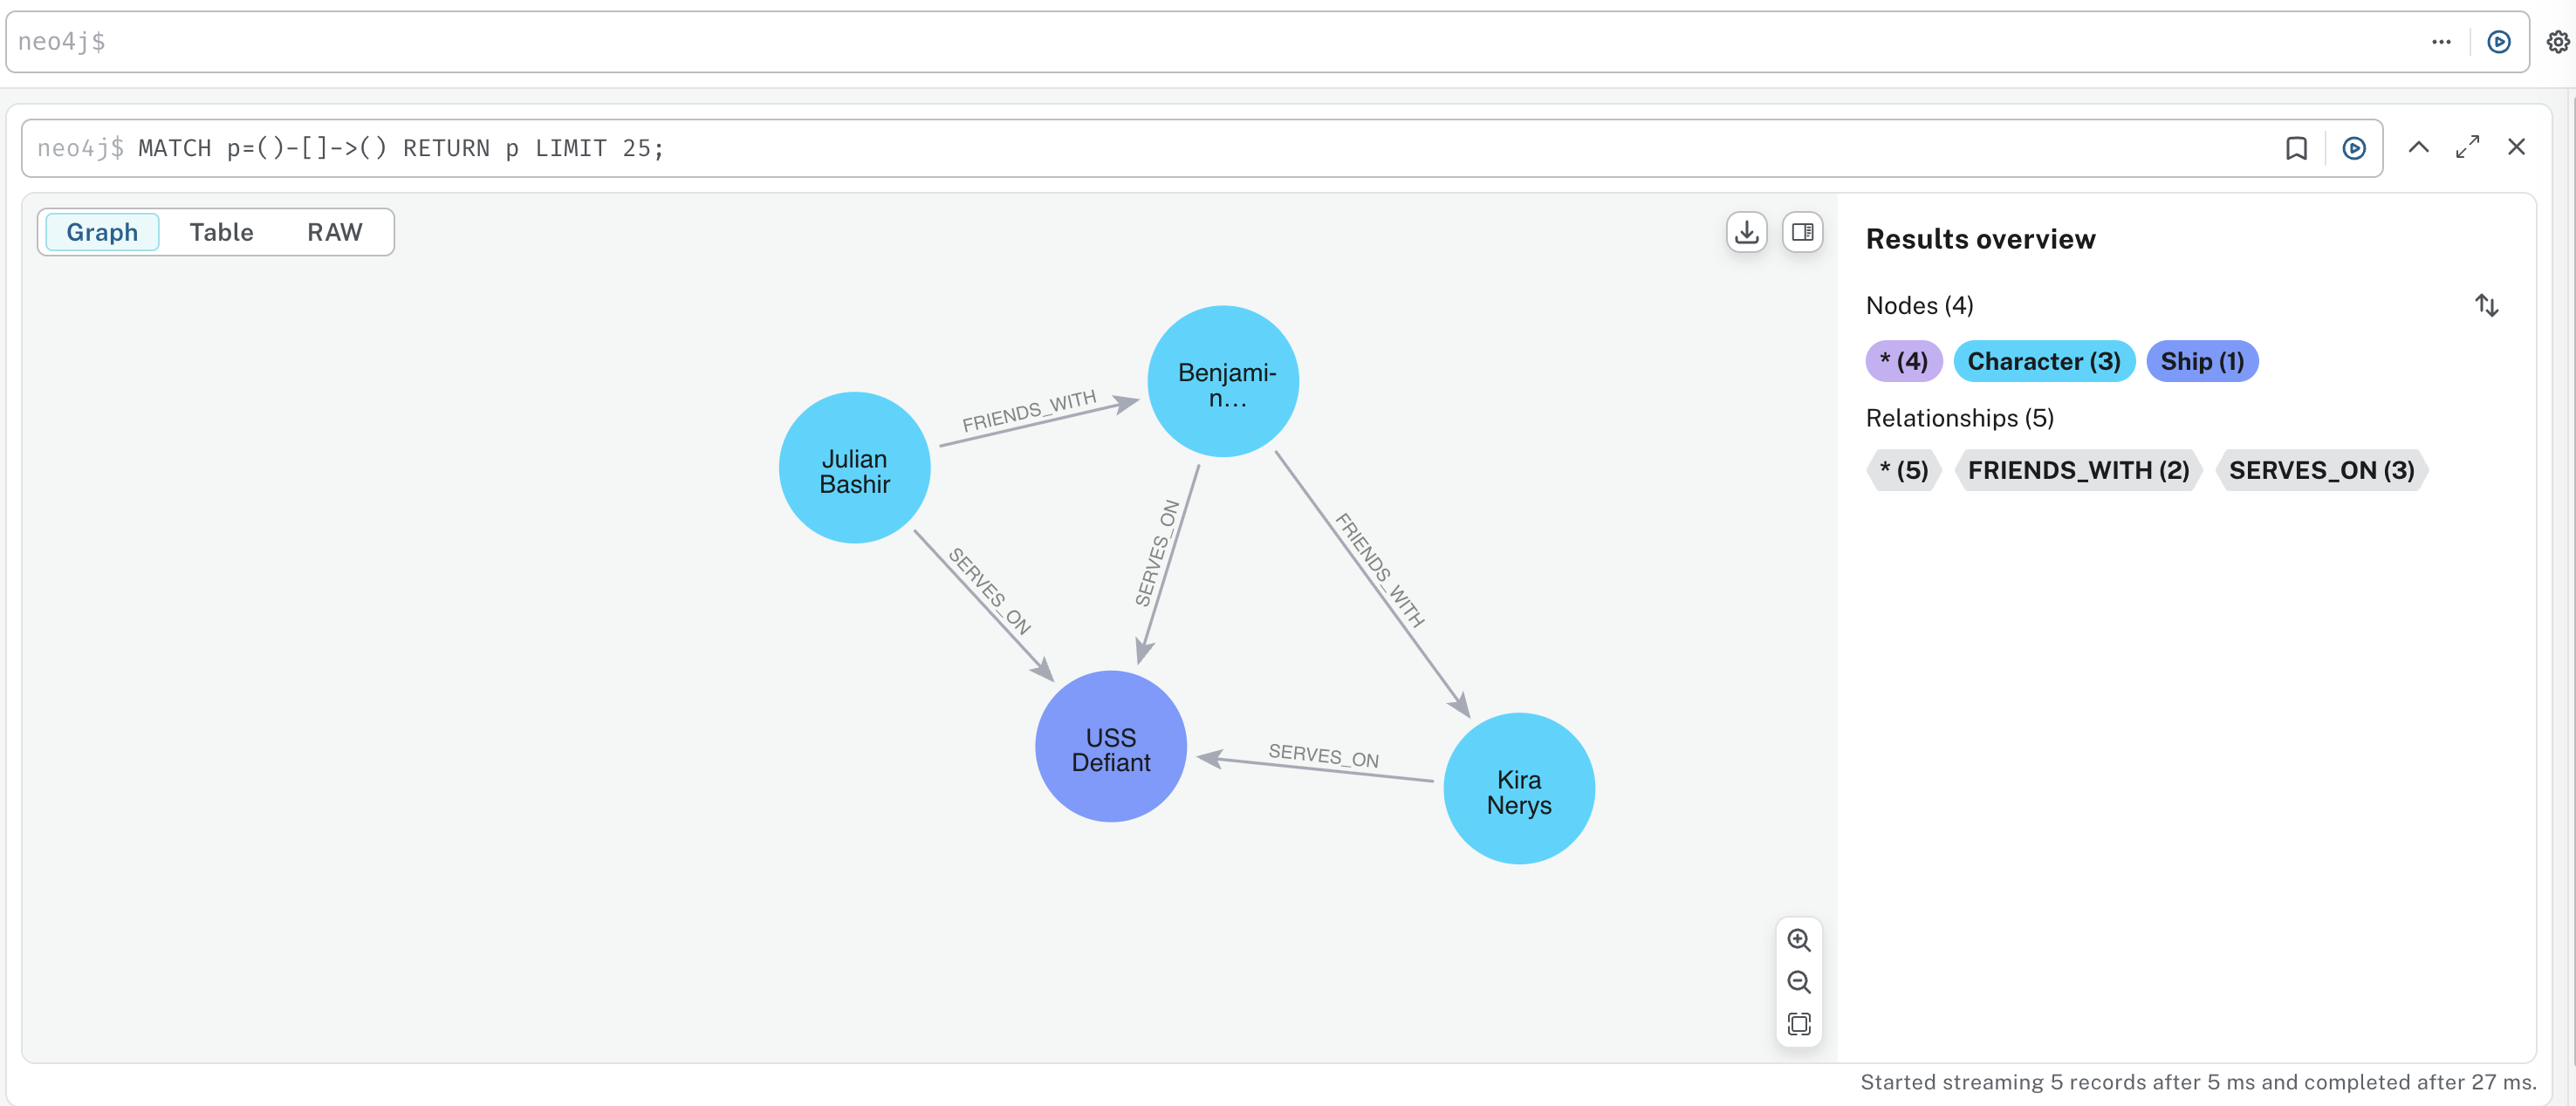 neo4j$
neo4j$ MATCH p=()-[]->() RETURN p LIMIT 25;
Graph Table RAW
Results overview
Nodes (4)
* (4) Character (3) Ship (1)
Relationships (5)
* (5) FRIENDS_WITH (2) SERVES_ON (3)
Benjami-
n...
FRIENDS_WITH
Julian
Bashir
SERVES_ON
SERVES_ON
FRIENDS_WITH
USS
Defiant
SERVES_ON
Kira
Nerys
Started streaming 5 records after 5 ms and completed after 27 ms.